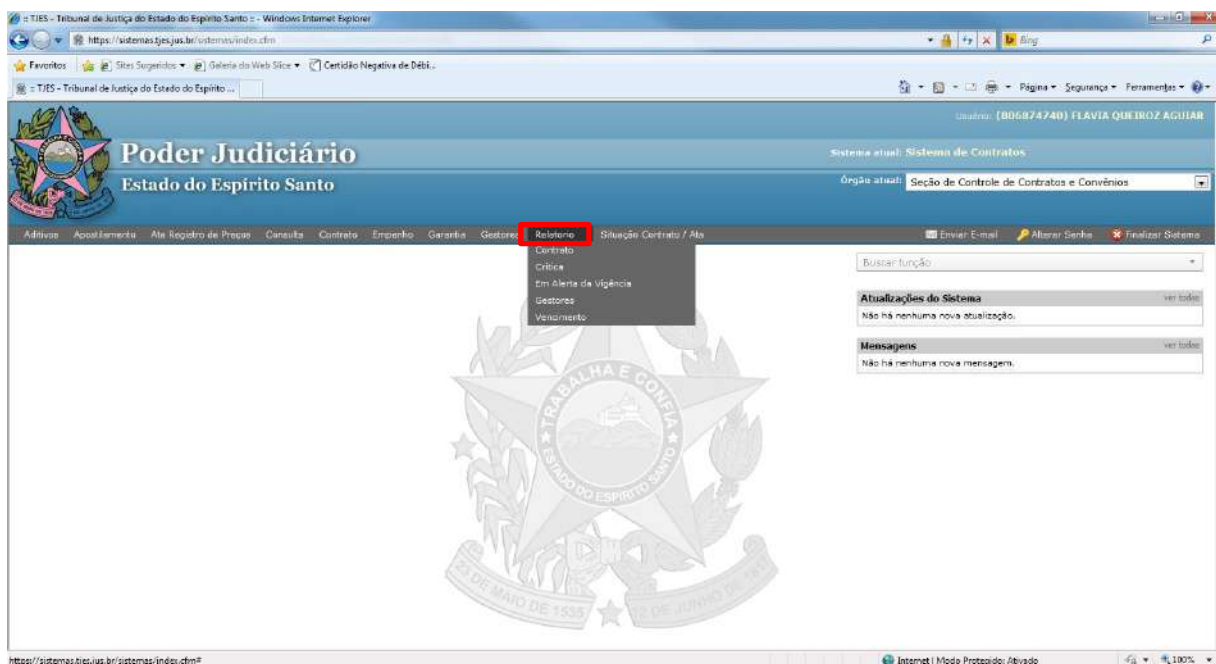 :: TJES - Tribunal de Justiça do Estado do Espírito Santo :: - Windows Internet Explorer
https://sistemas.tjes.jus.br/sistemas/index.cfm
Bing
Favoritos Sites Sugeridos Galeria do Web Slice Certidão Negativa de Débi...
:: TJES - Tribunal de Justiça do Estado do Espírito ...
Página Segurança Ferramentas
Usuário: (806874740) FLAVIA QUEIROZ AGUIAR
Poder Judiciário
Sistema atual: Sistema de Contratos
Estado do Espírito Santo
Órgão atual: Seção de Controle de Contratos e Convênios
Aditivos Apostilamento Ata Registro de Preços Consulta Contrato Empenho Garantia Gestores Relatorio Situação Contrato / Ata Enviar E-mail Alterar Senha Finalizar Sistema
Contrato
Crítica
Em Alerta da Vigência
Gestores
Vencimento
Buscar função
Atualizações do Sistema ver todas
Não há nenhuma nova atualização.
Mensagens ver todas
Não há nenhuma nova mensagem.
TRABALHA E CONFIA
ESTADO DO ESPIRITO SANTO
23 DE MAIO DE 1535 12 DE JUNHO DE 1817
https://sistemas.tjes.jus.br/sistemas/index.cfm#
Internet | Modo Protegido: Ativado 100%